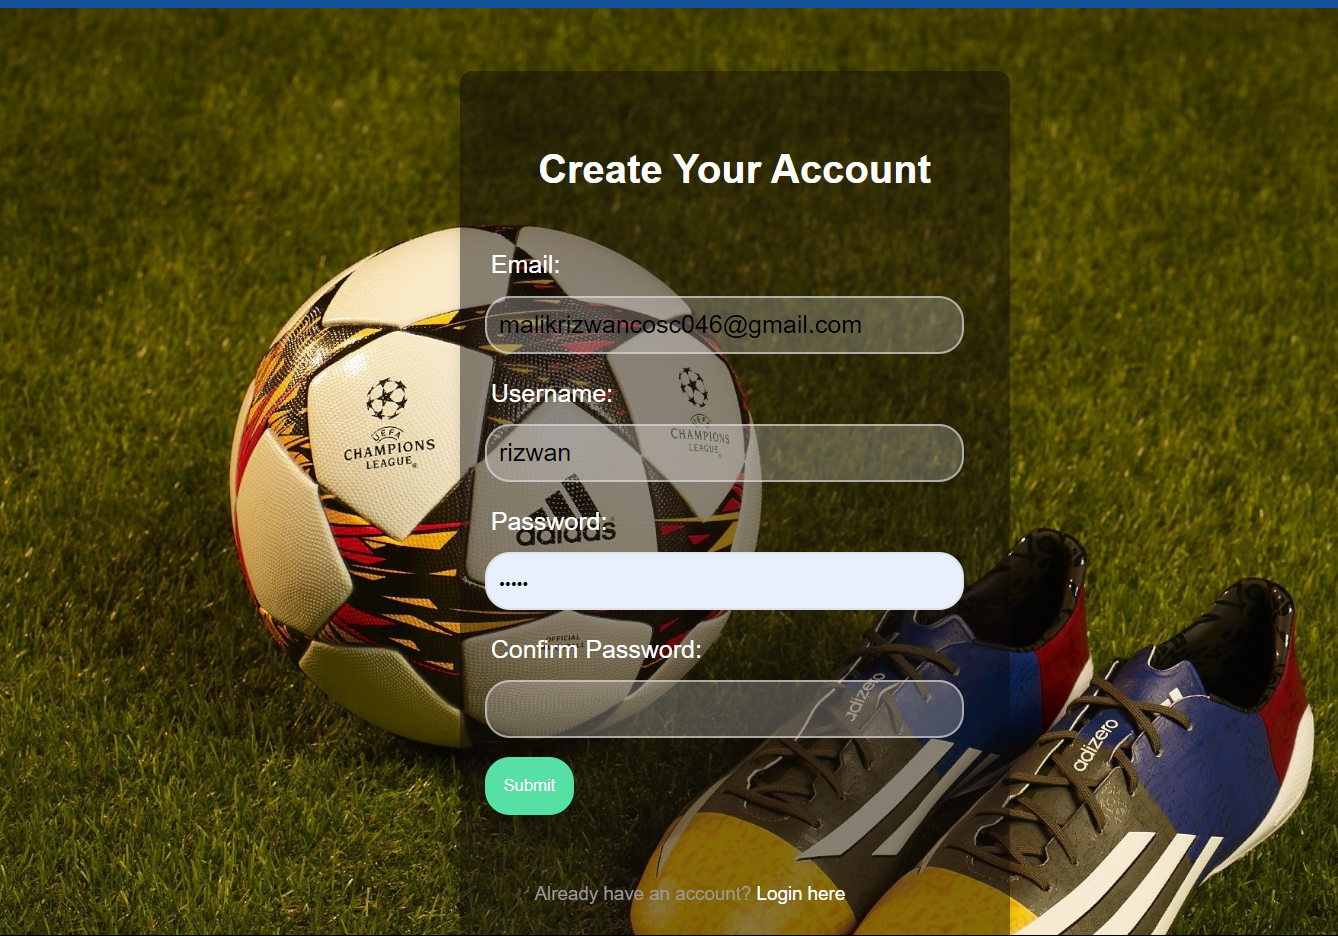 Create Your Account
Email:
malikrizwancosc046@gmail.com
UEFA
CHAMPIONS
LEAGUE®
Username:
UEFA
CHAMPIONS
LEAGUE
rizwan
Password:
adidas
•••••
OFFICIAL
Confirm Password:
adizero
adizero
Submit
Already have an account? Login here